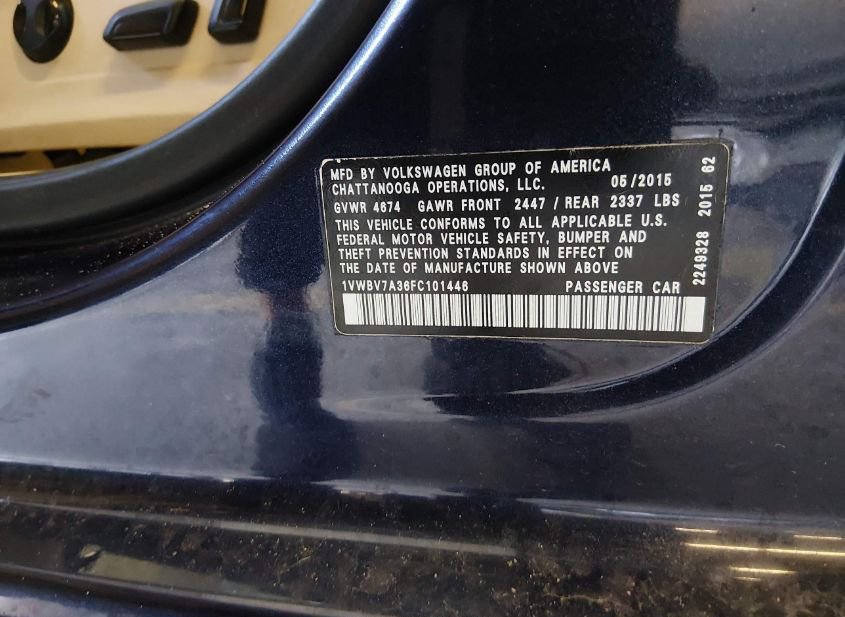 MFD BY VOLKSWAGEN GROUP OF AMERICA
CHATTANOOGA OPERATIONS, LLC. 05/2015
GVWR 4674 GAWR FRONT 2447 / REAR 2337 LBS
THIS VEHICLE CONFORMS TO ALL APPLICABLE U.S.
FEDERAL MOTOR VEHICLE SAFETY, BUMPER AND
THEFT PREVENTION STANDARDS IN EFFECT ON
THE DATE OF MANUFACTURE SHOWN ABOVE
1VWBV7A36FC101446 PASSENGER CAR
2249328 2015 62